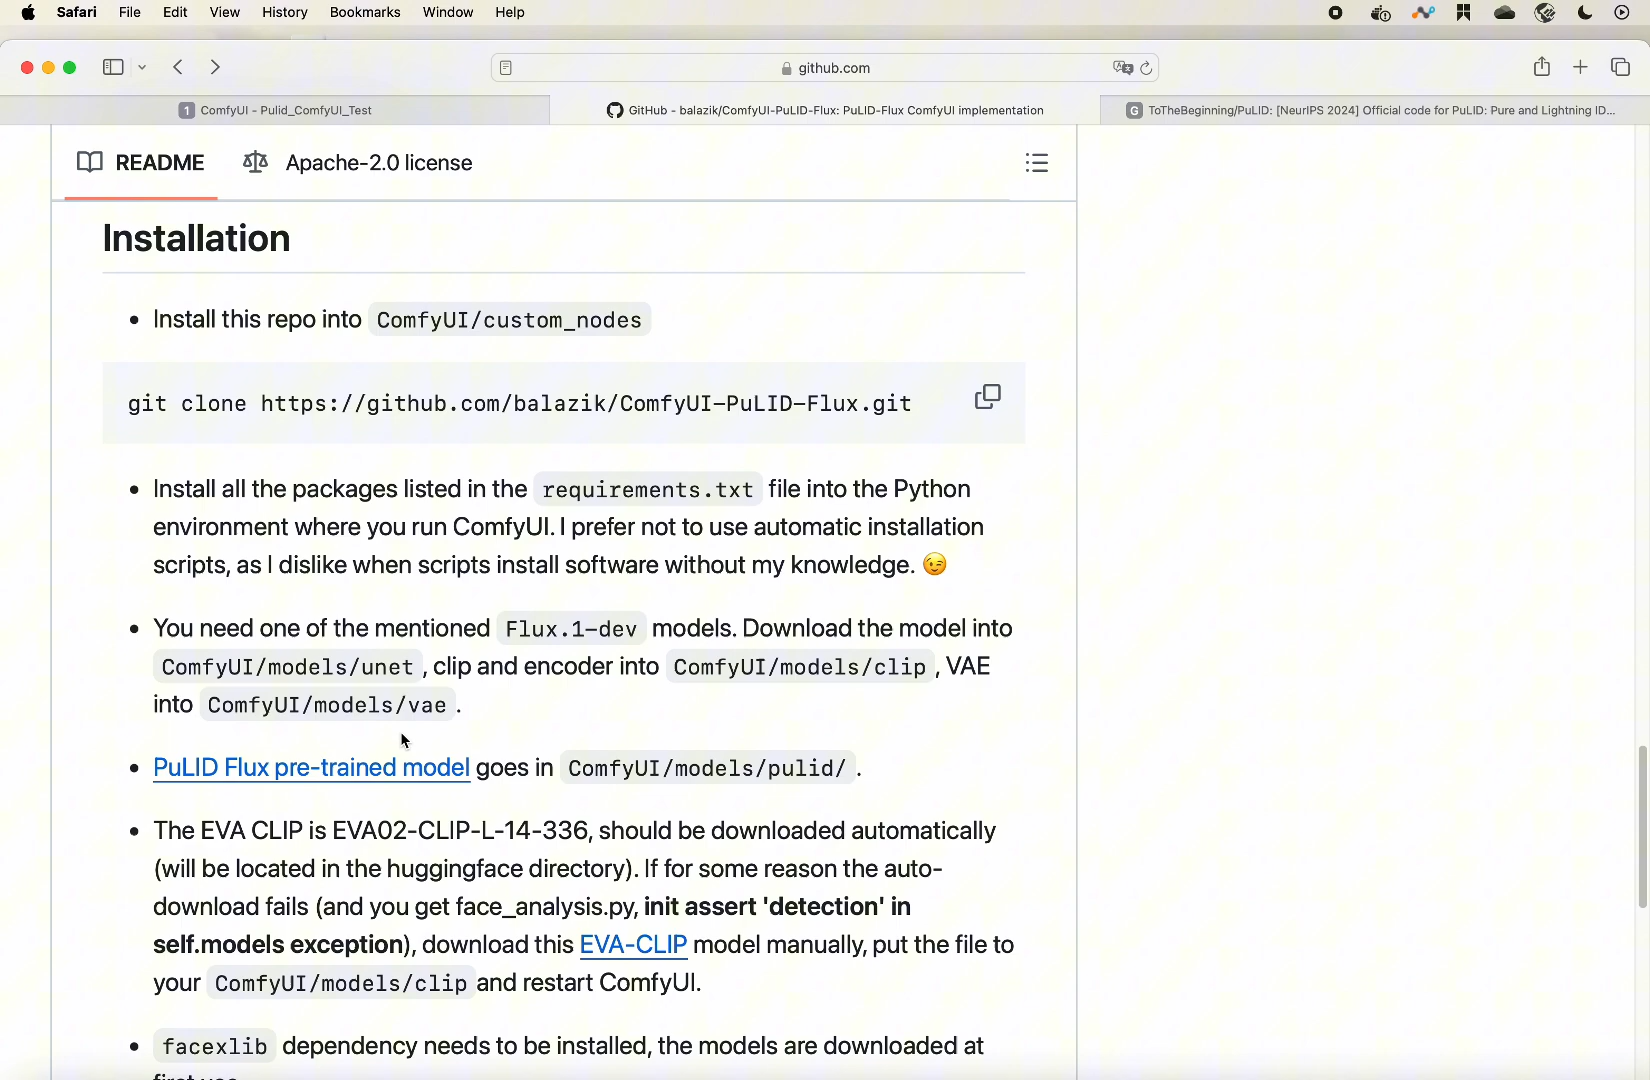 Safari File Edit View History Bookmarks Window Help
github.com
1 ComfyUI - Pulid_ComfyUI_Test
GitHub - balazik/ComfyUI-PuLID-Flux: PuLID-Flux ComfyUI implementation
G ToTheBeginning/PuLID: [NeurIPS 2024] Official code for PuLID: Pure and Lightning ID...
README Apache-2.0 license
Installation
• Install this repo into ComfyUI/custom_nodes
git clone https://github.com/balazik/ComfyUI-PuLID-Flux.git
• Install all the packages listed in the requirements.txt file into the Python
environment where you run ComfyUI. I prefer not to use automatic installation
scripts, as I dislike when scripts install software without my knowledge. 😉
• You need one of the mentioned Flux.1-dev models. Download the model into
ComfyUI/models/unet , clip and encoder into ComfyUI/models/clip , VAE
into ComfyUI/models/vae .
• PuLID Flux pre-trained model goes in ComfyUI/models/pulid/ .
• The EVA CLIP is EVA02-CLIP-L-14-336, should be downloaded automatically
(will be located in the huggingface directory). If for some reason the auto-
download fails (and you get face_analysis.py, init assert 'detection' in
self.models exception), download this EVA-CLIP model manually, put the file to
your ComfyUI/models/clip and restart ComfyUI.
• facexlib dependency needs to be installed, the models are downloaded at